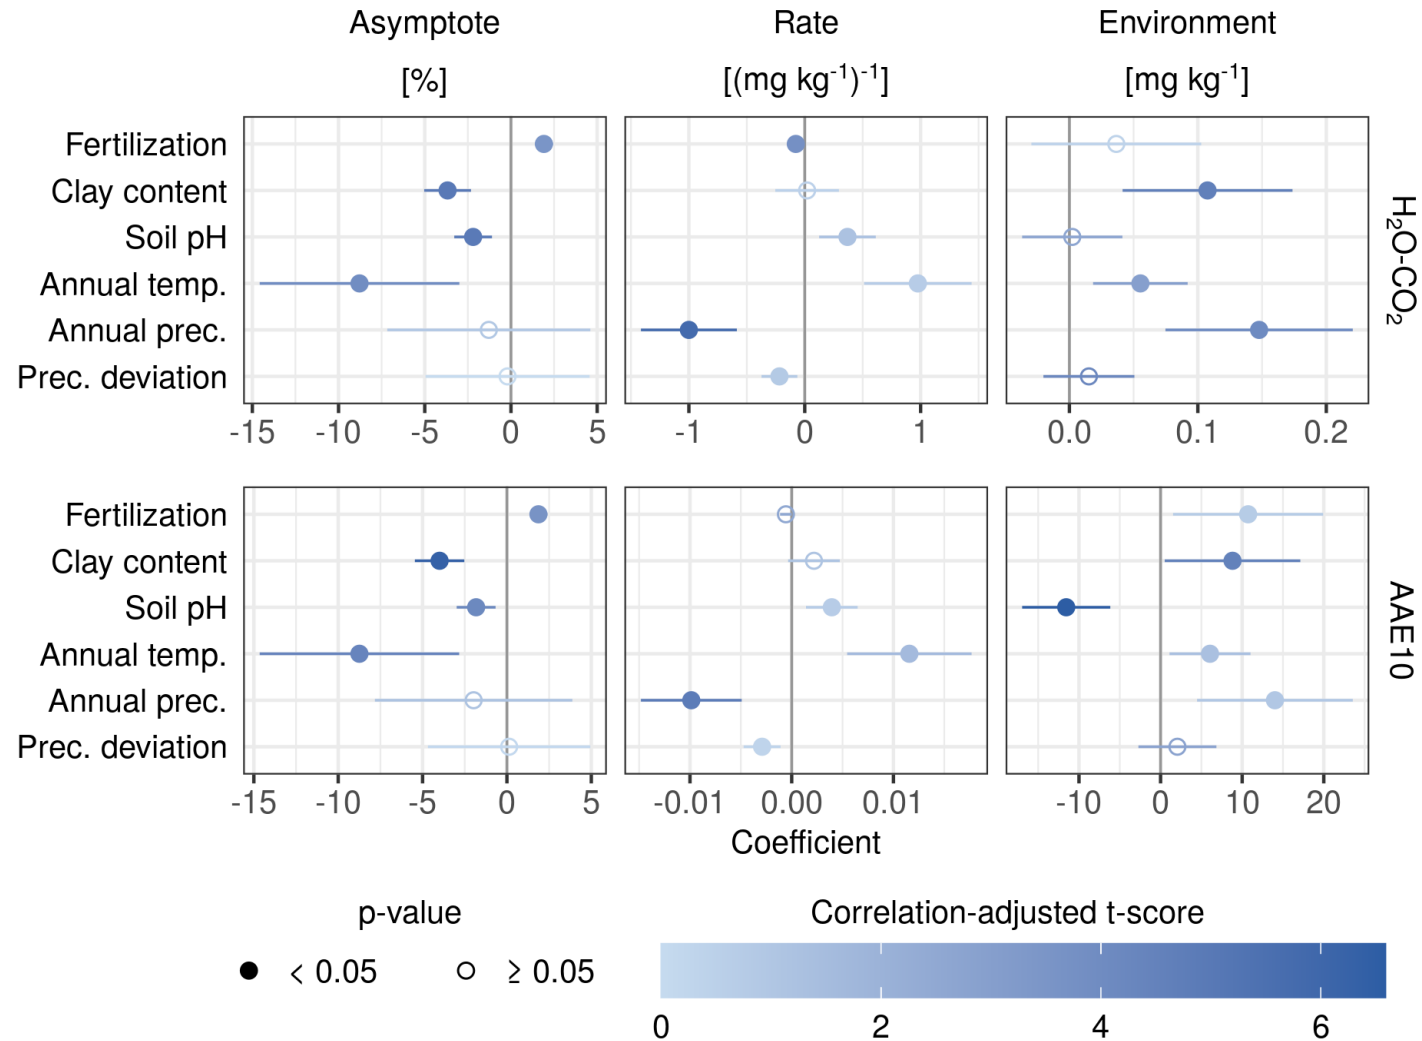 Asymptote Rate Environment
[%] [(mg kg⁻¹)⁻¹] [mg kg⁻¹]
Fertilization
Clay content
Soil pH
Annual temp.
Annual prec.
Prec. deviation
H₂O-CO₂
-15 -10 -5 0 5 -1 0 1 0.0 0.1 0.2
Fertilization
Clay content
Soil pH
Annual temp.
Annual prec.
Prec. deviation
AAE10
-15 -10 -5 0 5 -0.01 0.00 0.01 -10 0 10 20
Coefficient
p-value Correlation-adjusted t-score
< 0.05 ≥ 0.05
0 2 4 6